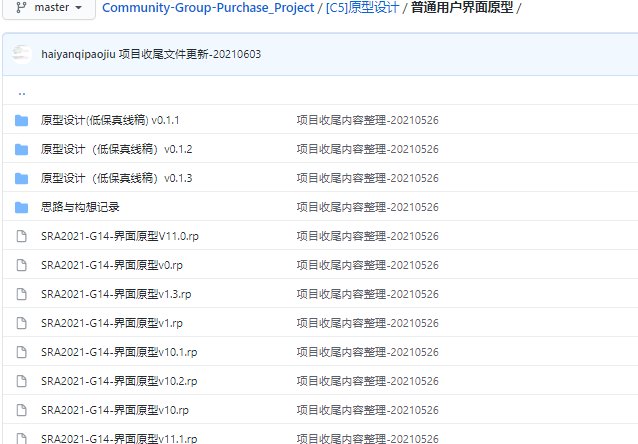 master Community-Group-Purchase_Project / [C5]原型设计 / 普通用户界面原型 /
haiyanqipaojiu 项目收尾文件更新-20210603
..
原型设计(低保真线稿) v0.1.1 项目收尾内容整理-20210526
原型设计（低保真线稿）v0.1.2 项目收尾内容整理-20210526
原型设计（低保真线稿）v0.1.3 项目收尾内容整理-20210526
思路与构想记录 项目收尾内容整理-20210526
SRA2021-G14-界面原型V11.0.rp 项目收尾内容整理-20210526
SRA2021-G14-界面原型v0.rp 项目收尾内容整理-20210526
SRA2021-G14-界面原型v1.3.rp 项目收尾内容整理-20210526
SRA2021-G14-界面原型v1.rp 项目收尾内容整理-20210526
SRA2021-G14-界面原型v10.1.rp 项目收尾内容整理-20210526
SRA2021-G14-界面原型v10.2.rp 项目收尾内容整理-20210526
SRA2021-G14-界面原型v10.rp 项目收尾内容整理-20210526
SRA2021-G14-界面原型v11.1.rp 项目收尾内容整理-20210526